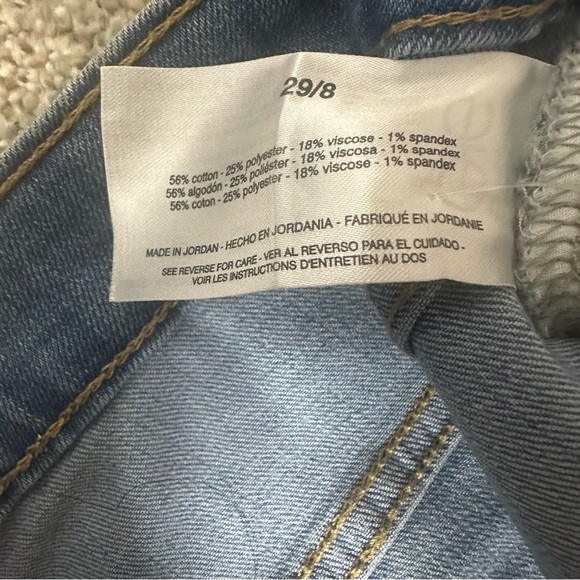 29/8
56% cotton - 25% polyester - 18% viscose - 1% spandex
56% algodón - 25% poliéster - 18% viscosa - 1% spandex
56% coton - 25% polyester - 18% viscose - 1% spandex
MADE IN JORDAN - HECHO EN JORDANIA - FABRIQUÉ EN JORDANIE
SEE REVERSE FOR CARE - VER AL REVERSO PARA EL CUIDADO -
VOIR LES INSTRUCTIONS D'ENTRETIEN AU DOS